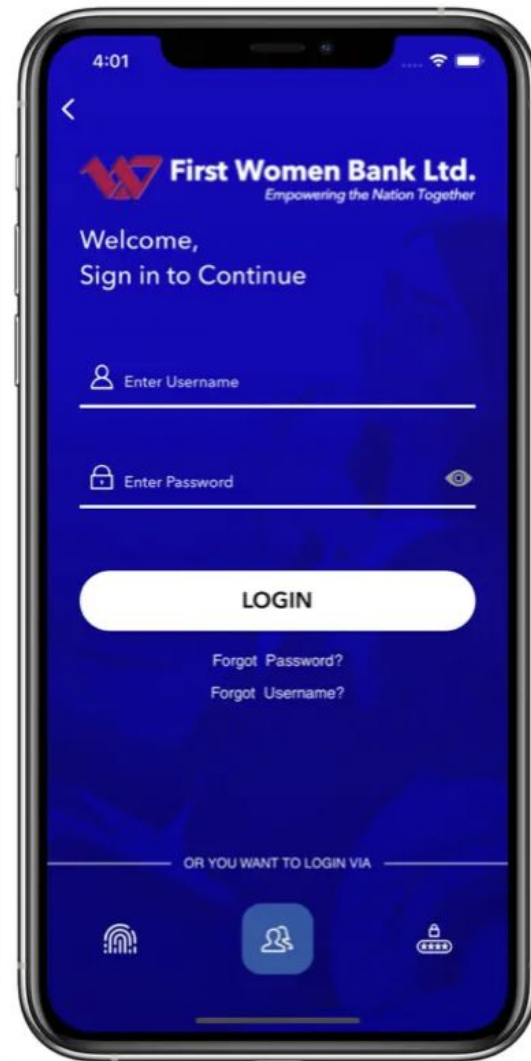 4:01
First Women Bank Ltd.
Empowering the Nation Together
Welcome,
Sign in to Continue
Enter Username
Enter Password
LOGIN
Forgot Password?
Forgot Username?
OR YOU WANT TO LOGIN VIA